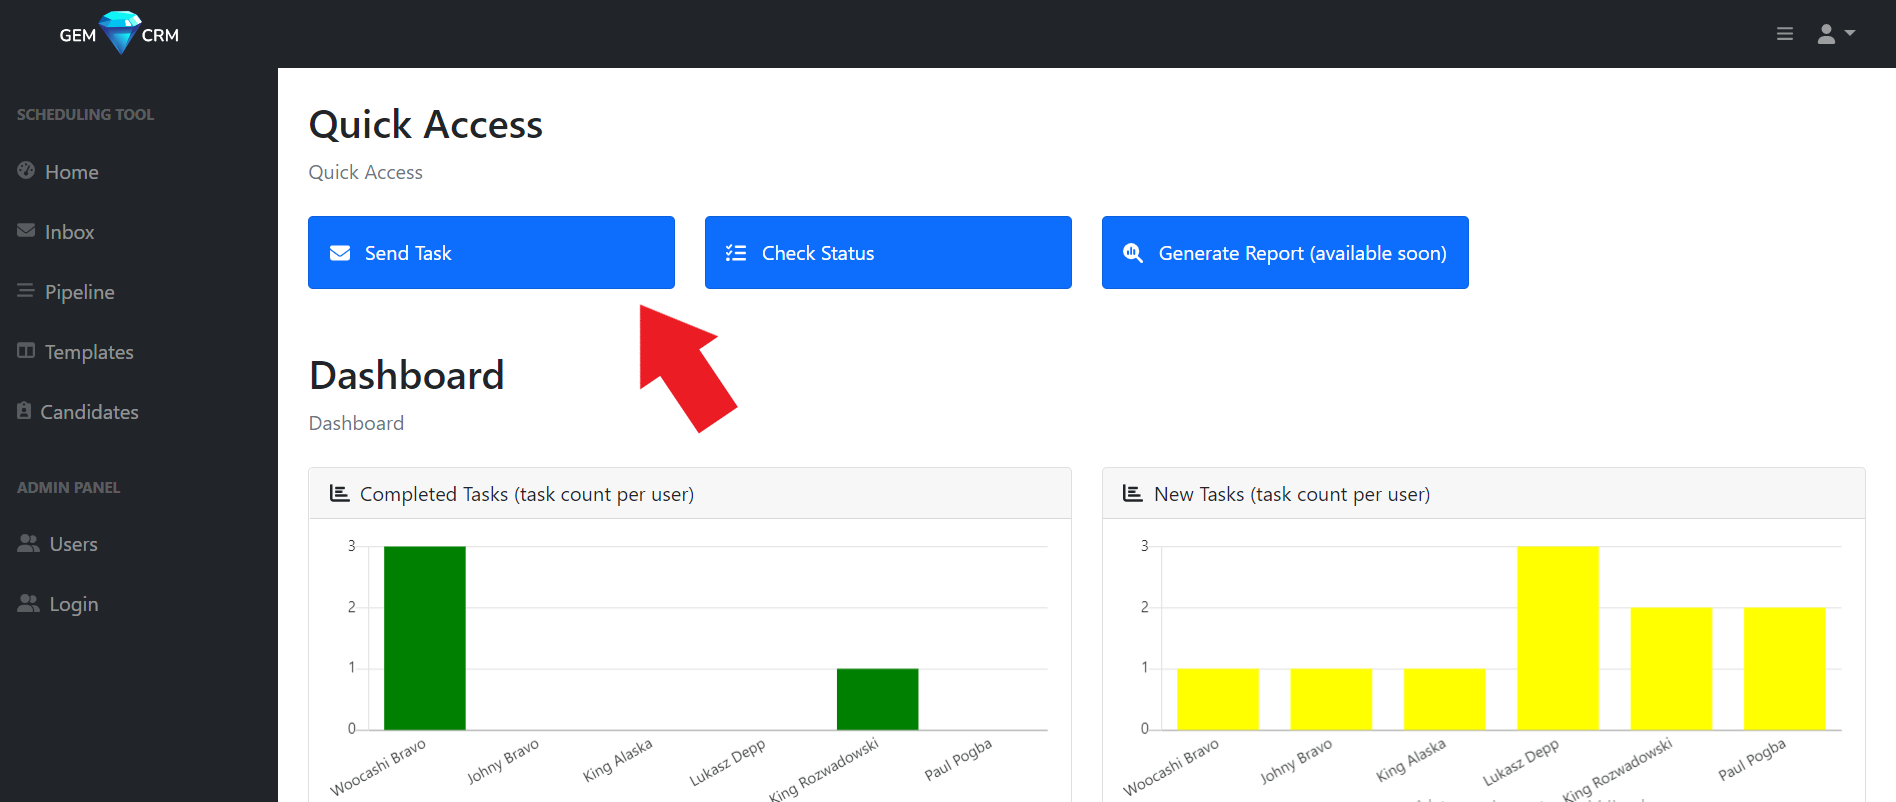 GEM CRM
SCHEDULING TOOL
Home
Inbox
Pipeline
Templates
Candidates
ADMIN PANEL
Users
Login
Quick Access
Quick Access
Send Task
Check Status
Generate Report (available soon)
Dashboard
Dashboard
Completed Tasks (task count per user)
3
2
1
0
Woocashi Bravo
Johny Bravo
King Alaska
Lukasz Depp
King Rozwadowski
Paul Pogba
New Tasks (task count per user)
3
2
1
0
Woocashi Bravo
Johny Bravo
King Alaska
Lukasz Depp
King Rozwadowski
Paul Pogba